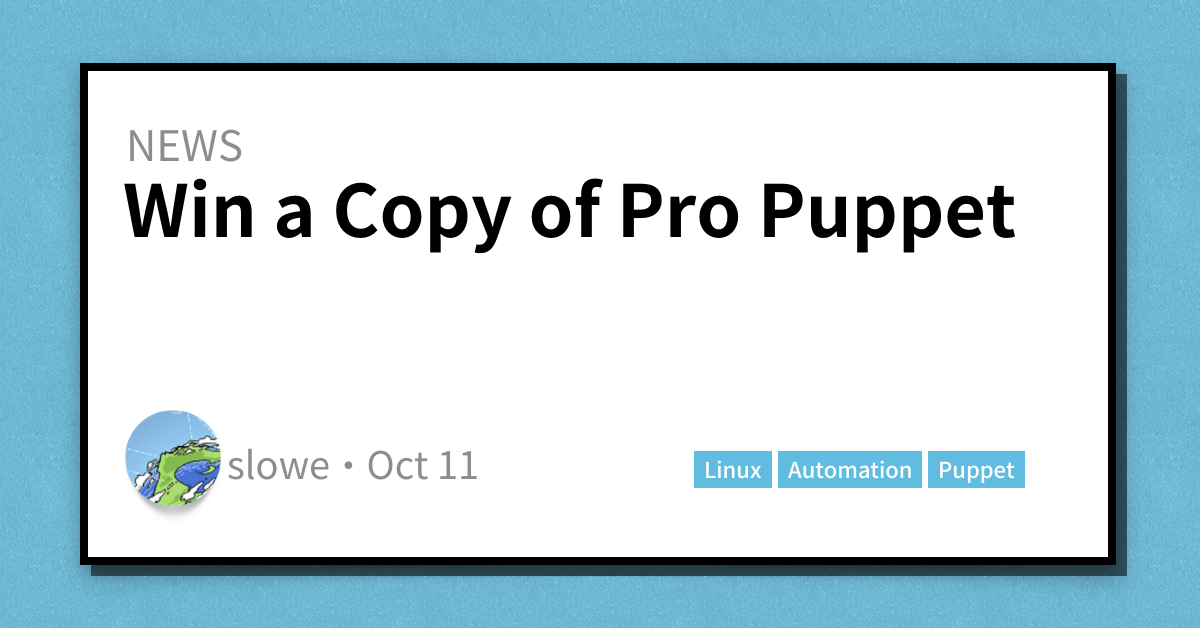 NEWS
Win a Copy of Pro Puppet
slowe • Oct 11
Linux Automation Puppet